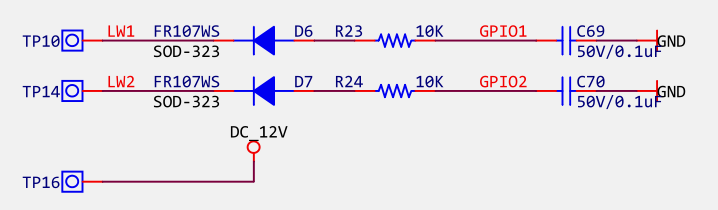 LW1 FR107WS D6 R23 10K GPIO1 C69
TP10 SOD-323 50V/0.1uF GND
LW2 FR107WS D7 R24 10K GPIO2 C70
TP14 SOD-323 50V/0.1uF GND
DC_12V
TP16